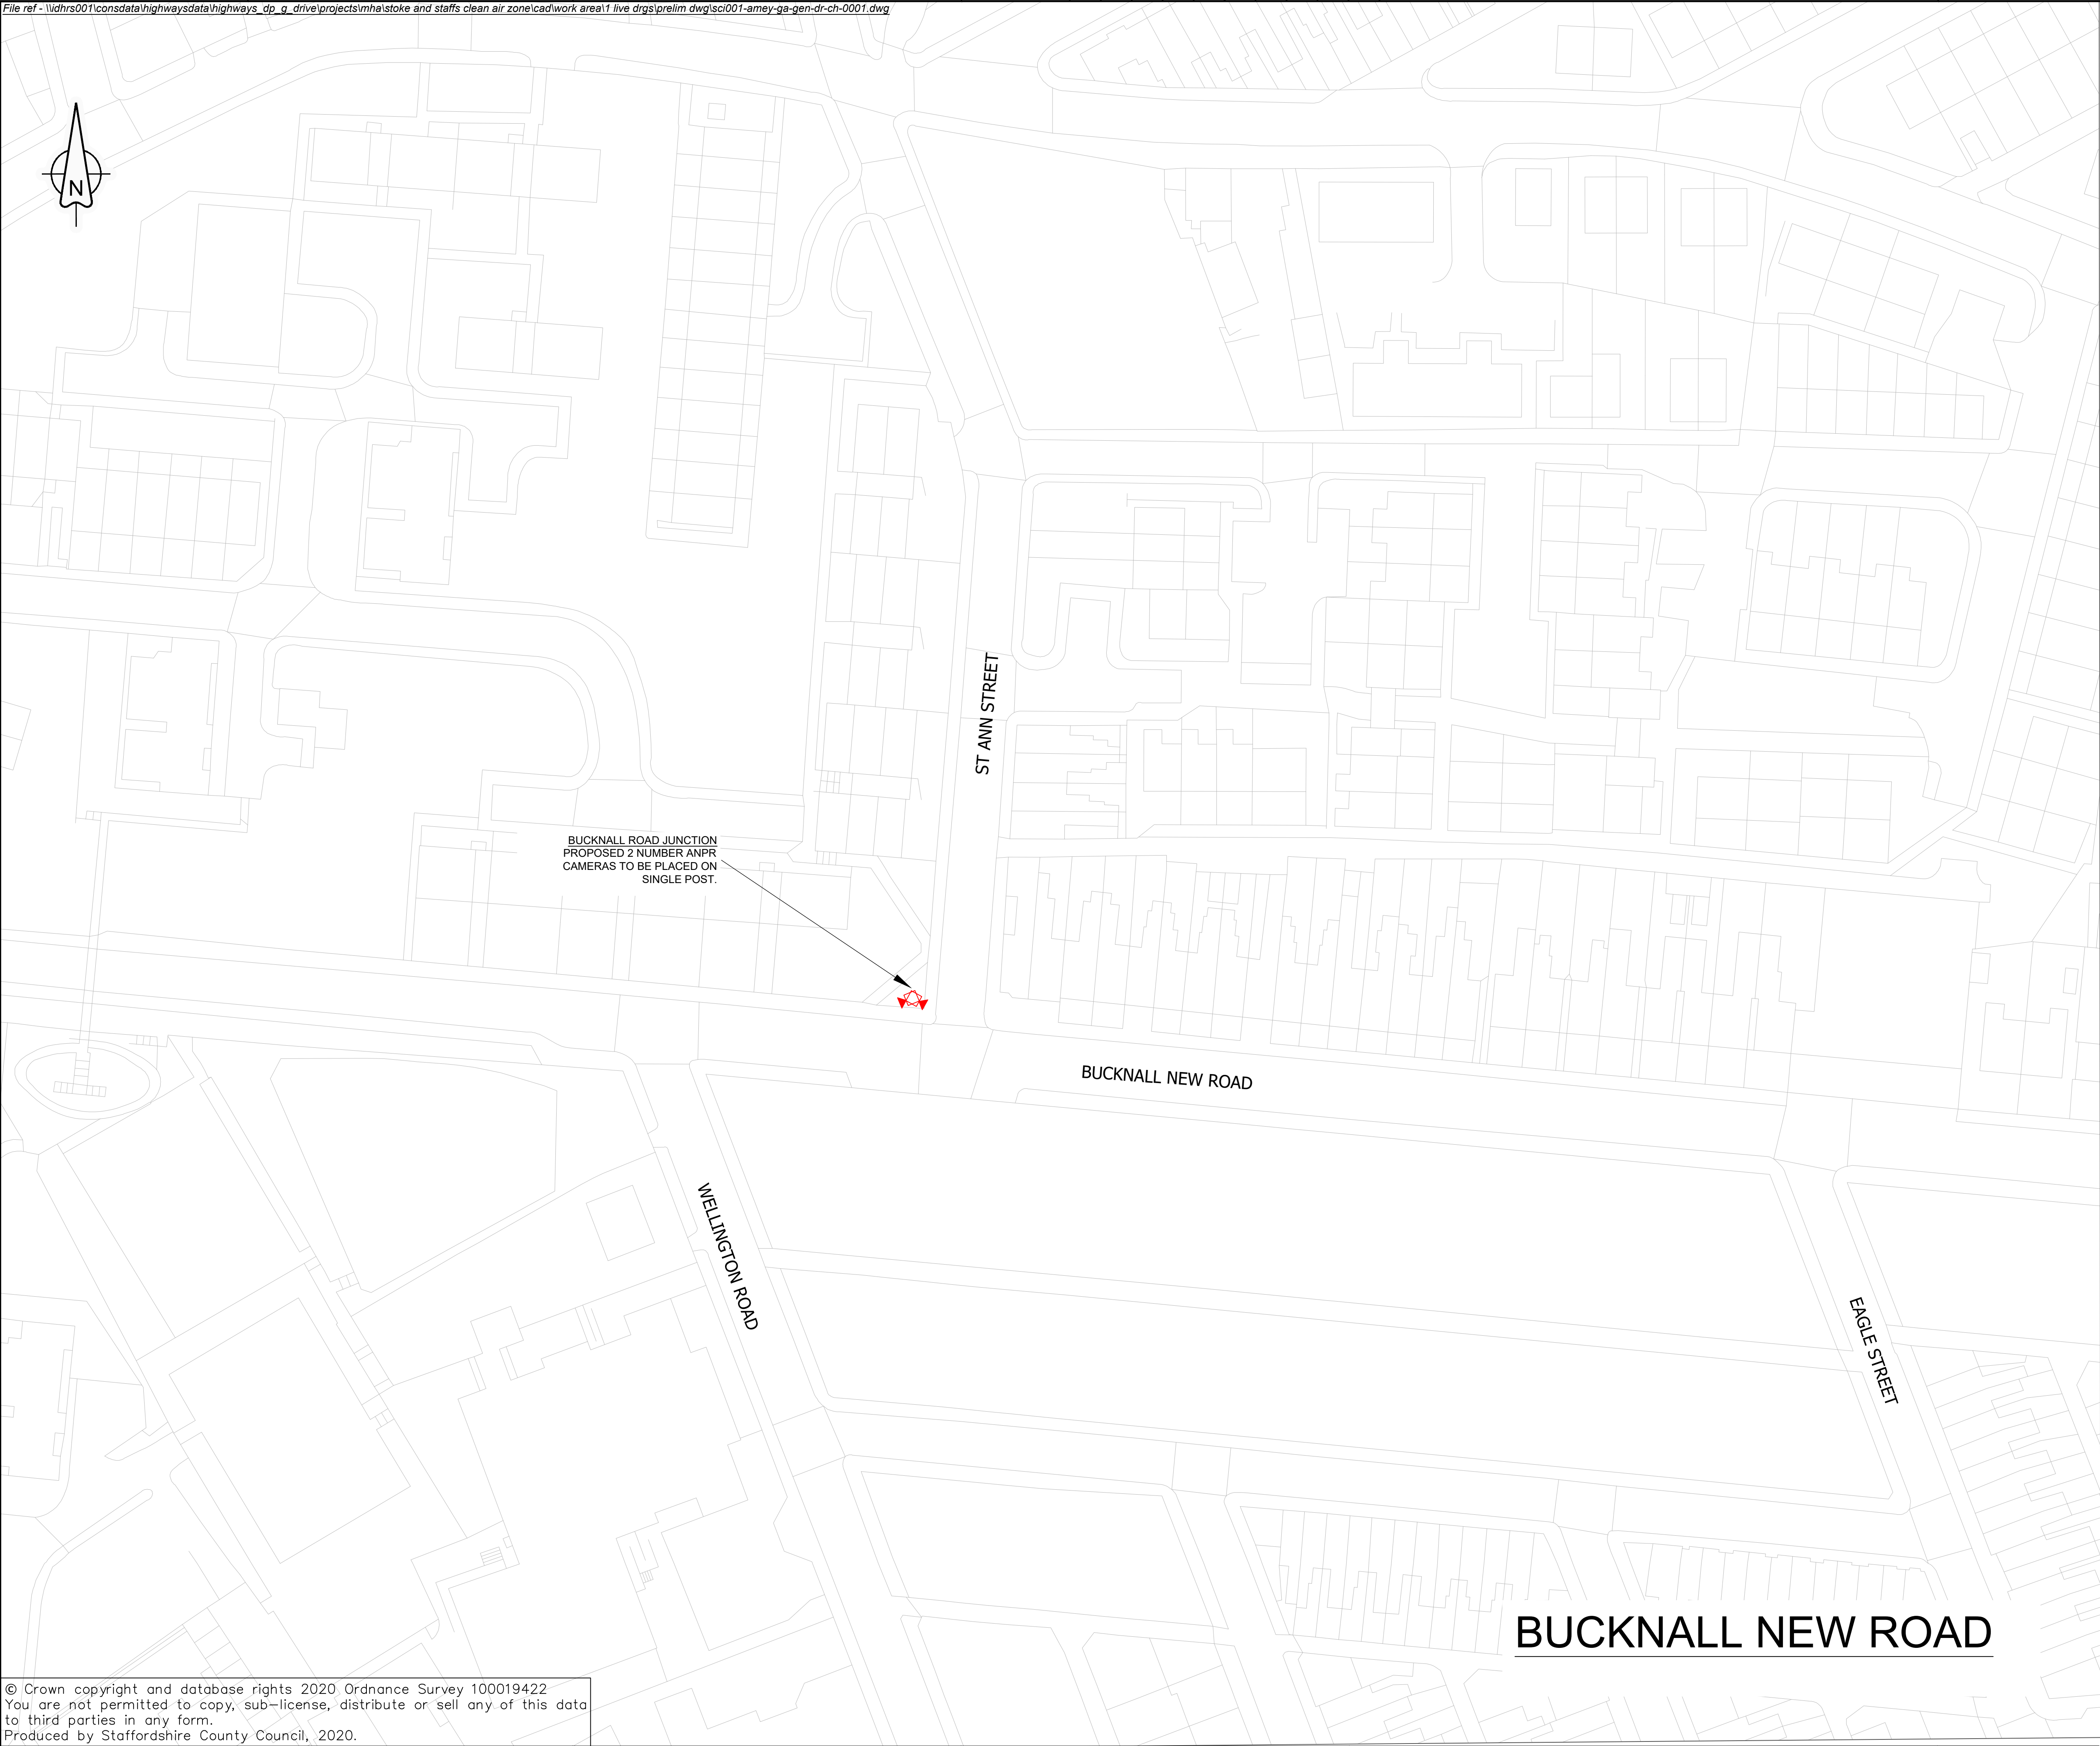 File ref - \\idhrs001\consdata\highwaysdata\highways_dp_g_drive\projects\mha\stoke and staffs clean air zone\cad\work area\1 live drgs\prelim dwg\sci001-amey-ga-gen-dr-ch-0001.dwg
N
ST ANN STREET
BUCKNALL ROAD JUNCTION
PROPOSED 2 NUMBER ANPR
CAMERAS TO BE PLACED ON
SINGLE POST.
BUCKNALL NEW ROAD
WELLINGTON ROAD
EAGLE STREET
BUCKNALL NEW ROAD
© Crown copyright and database rights 2020 Ordnance Survey 100019422
You are not permitted to copy, sub-license, distribute or sell any of this data
to third parties in any form.
Produced by Staffordshire County Council, 2020.